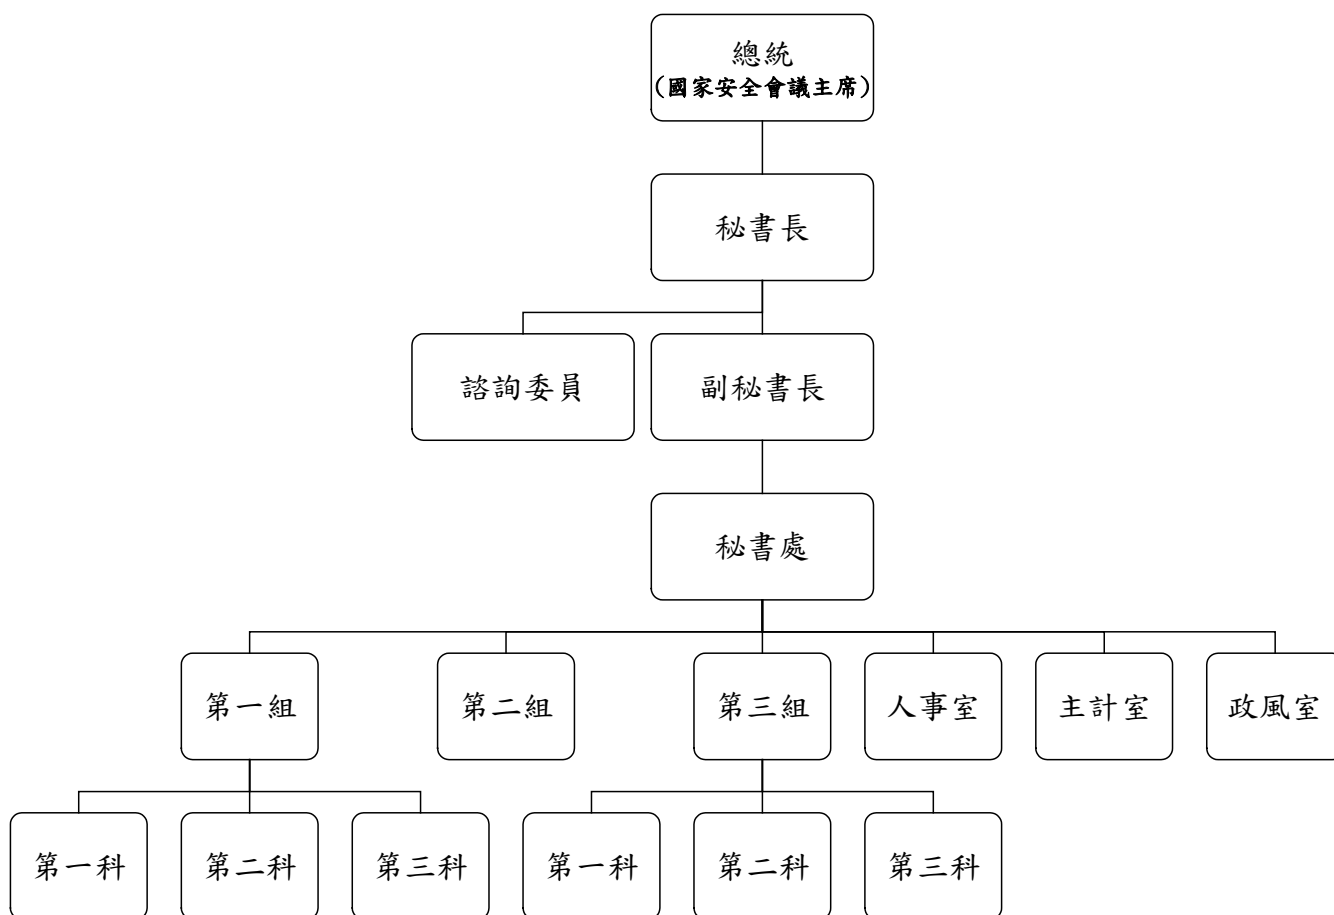 總統
(國家安全會議主席)
秘書長
諮詢委員
副秘書長
秘書處
第一組
第二組
第三組
人事室
主計室
政風室
第一科
第二科
第三科
第一科
第二科
第三科